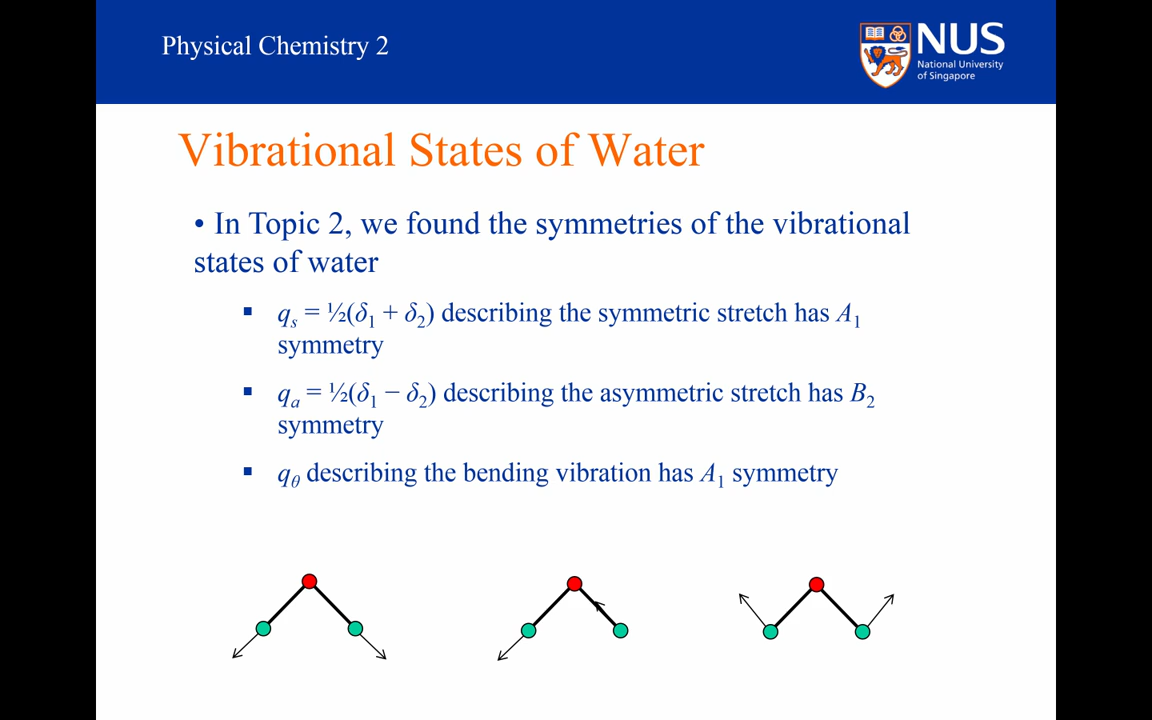 Physical Chemistry 2
NUS
National University
of Singapore
Vibrational States of Water
• In Topic 2, we found the symmetries of the vibrational
states of water
▪ qₛ = ½(δ₁ + δ₂) describing the symmetric stretch has A₁
symmetry
▪ qₐ = ½(δ₁ − δ₂) describing the asymmetric stretch has B₂
symmetry
▪ q_θ describing the bending vibration has A₁ symmetry